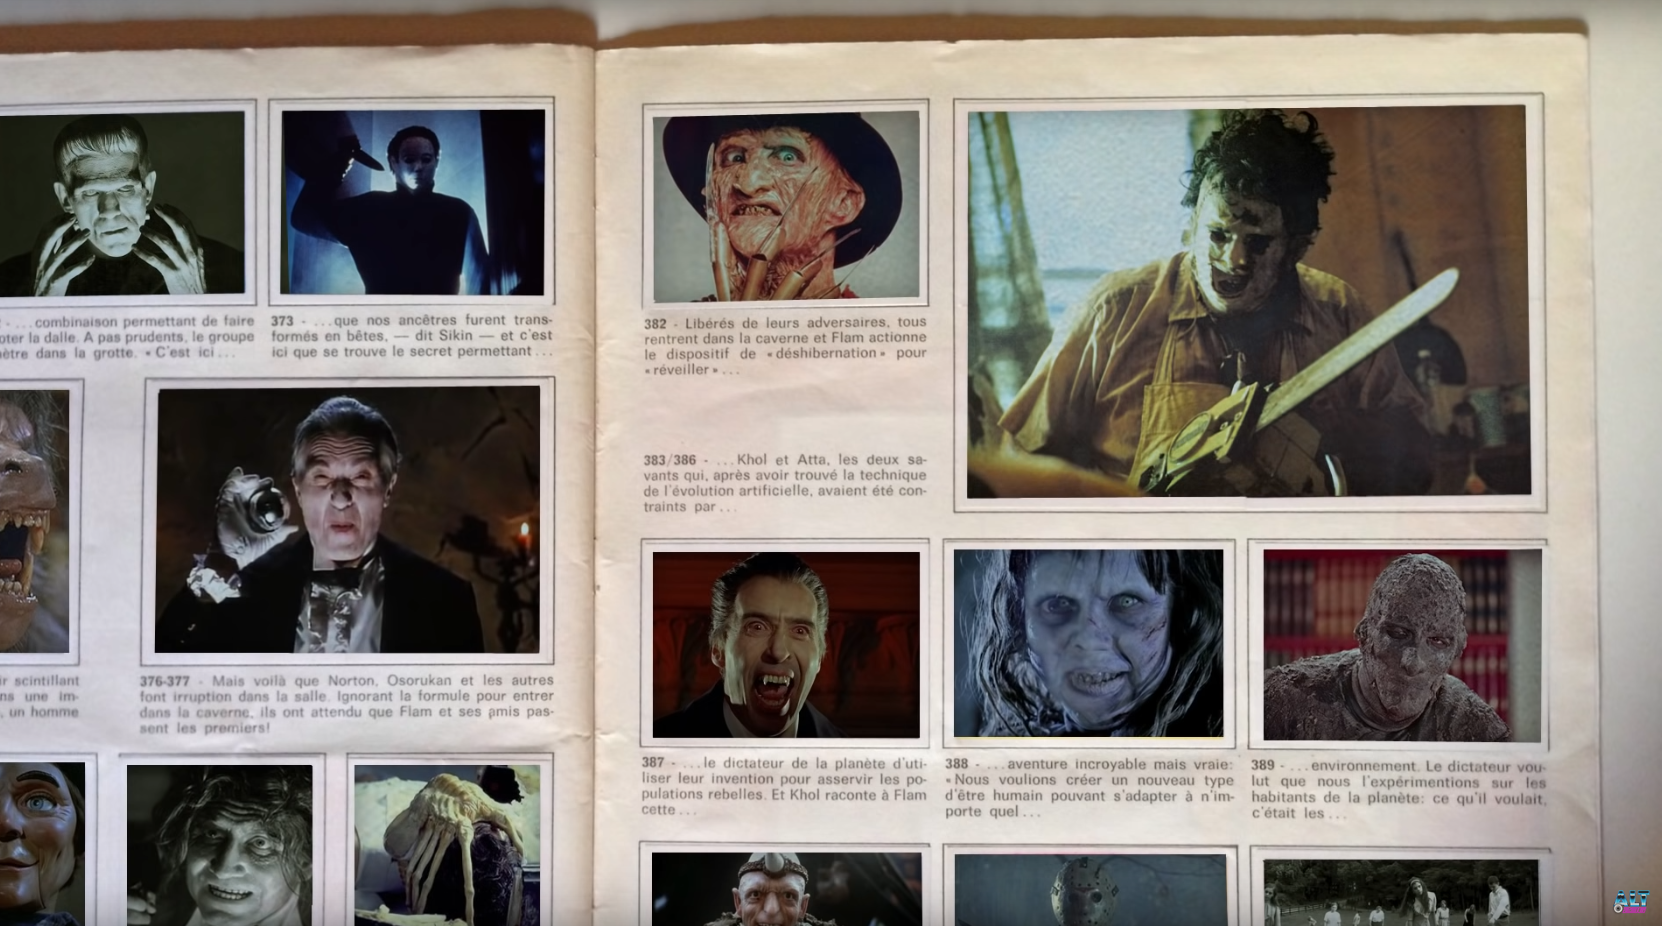 - ...combinaison permettant de faire
oter la dalle. A pas prudents, le groupe
ètre dans la grotte. «C'est ici...
373 - ...que nos ancêtres furent trans-
formés en bêtes, — dit Sikin — et c'est
ici que se trouve le secret permettant...
ir scintillant
ns une im-
, un homme
376-377 - Mais voilà que Norton, Osorukan et les autres
font irruption dans la salle. Ignorant la formule pour entrer
dans la caverne, ils ont attendu que Flam et ses amis pas-
sent les premiers!
382 - Libérés de leurs adversaires, tous
rentrent dans la caverne et Flam actionne
le dispositif de «déshibernation» pour
«réveiller»...
383/386 - ...Khol et Atta, les deux sa-
vants qui, après avoir trouvé la technique
de l'évolution artificielle, avaient été con-
traints par...
387 - ...le dictateur de la planète d'uti-
liser leur invention pour asservir les po-
pulations rebelles. Et Khol raconte à Flam
cette...
388 - ...aventure incroyable mais vraie:
«Nous voulions créer un nouveau type
d'être humain pouvant s'adapter à n'im-
porte quel...
389 - ...environnement. Le dictateur vou-
lut que nous l'expérimentions sur les
habitants de la planète: ce qu'il voulait,
c'était les...
ALT